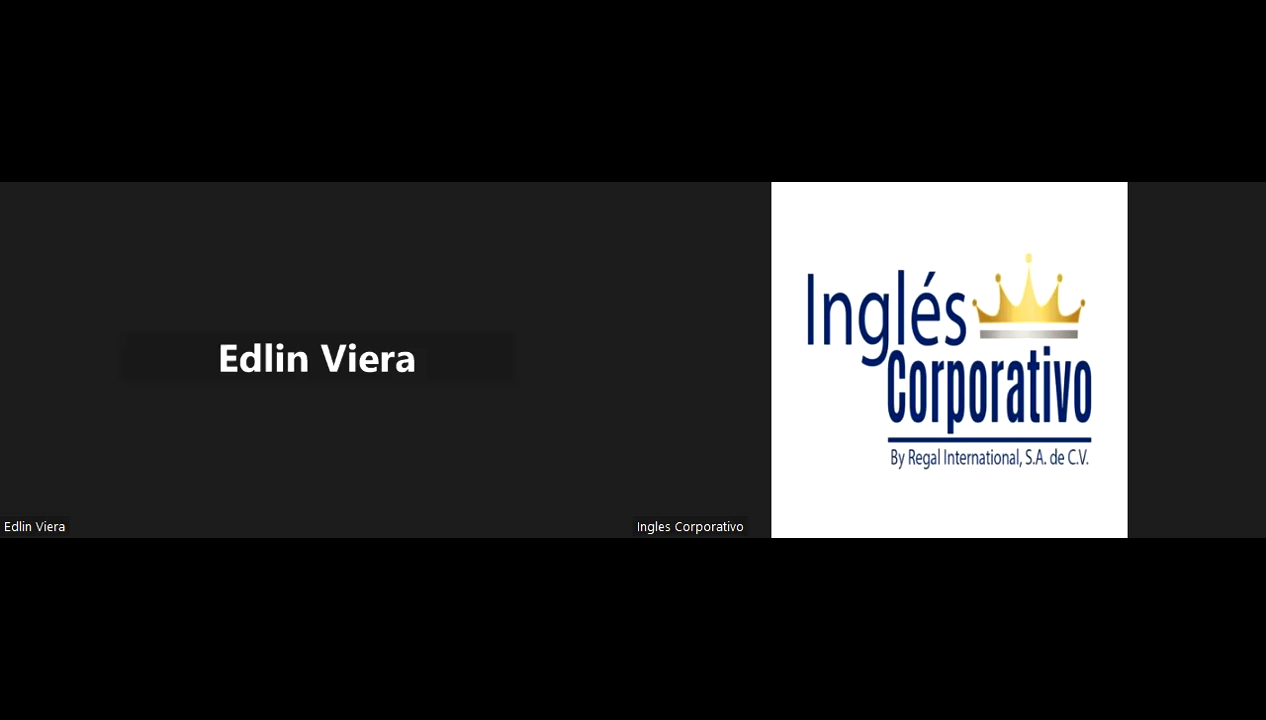 Edlin Viera
Edlin Viera
Inglés
Corporativo
By Regal International, S.A. de C.V.
Ingles Corporativo